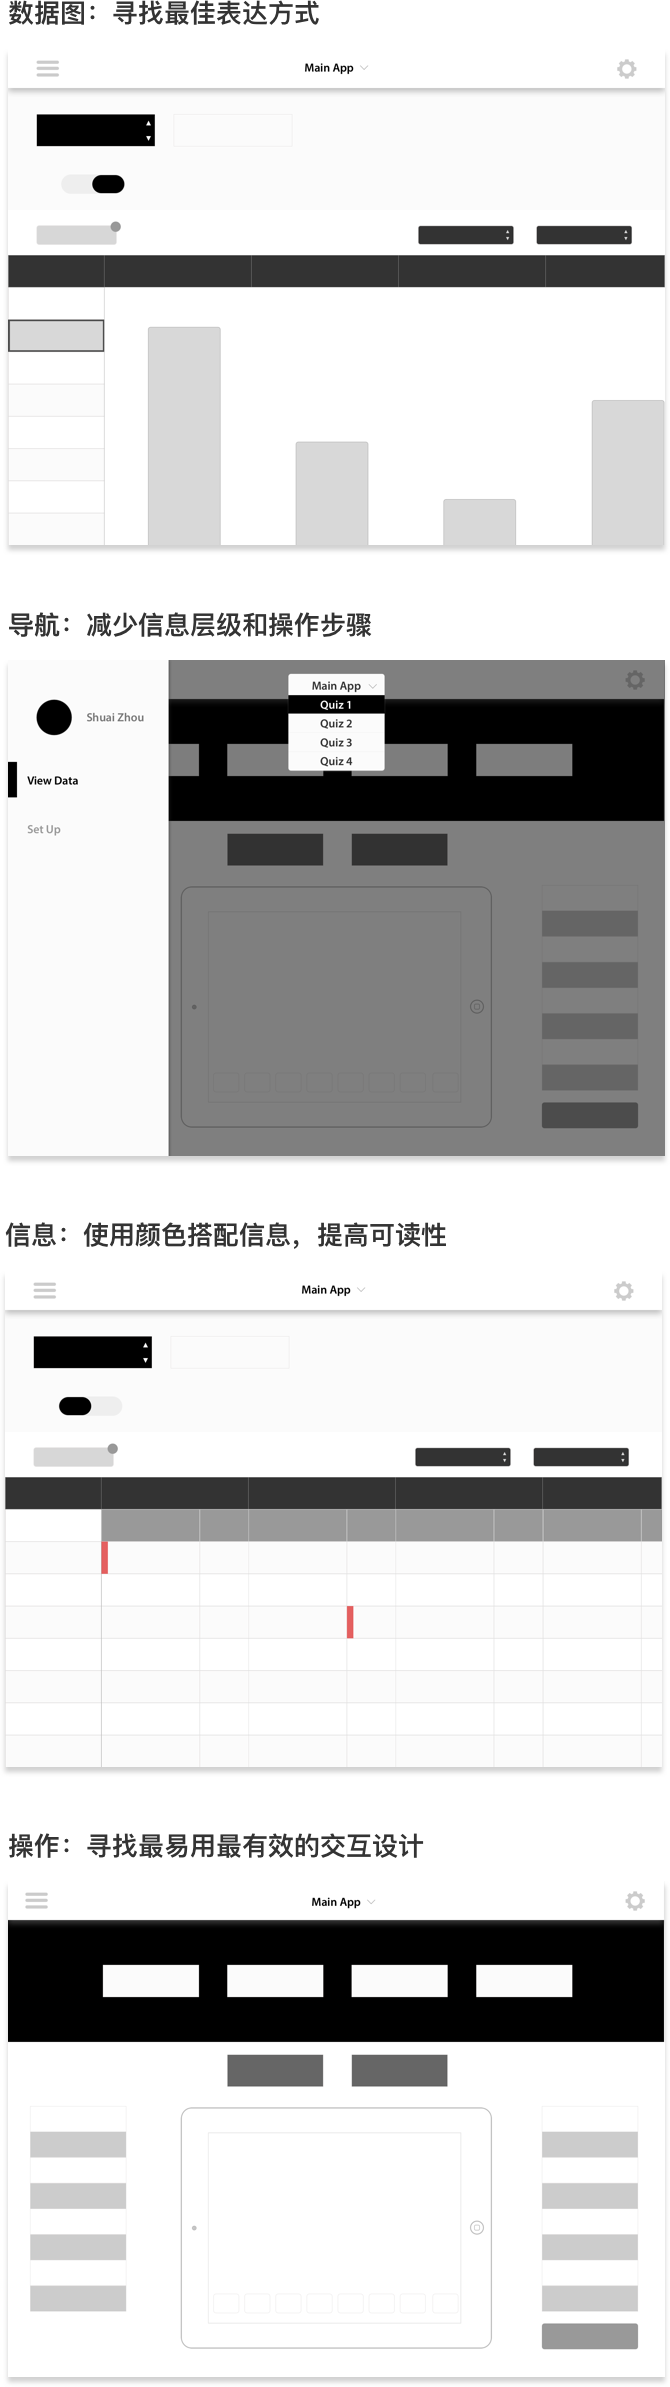 数据图：寻找最佳表达方式
Main App
导航：减少信息层级和操作步骤
Main App
Quiz 1
Quiz 2
Quiz 3
Quiz 4
Shuai Zhou
View Data
Set Up
信息：使用颜色搭配信息，提高可读性
Main App
操作：寻找最易用最有效的交互设计
Main App